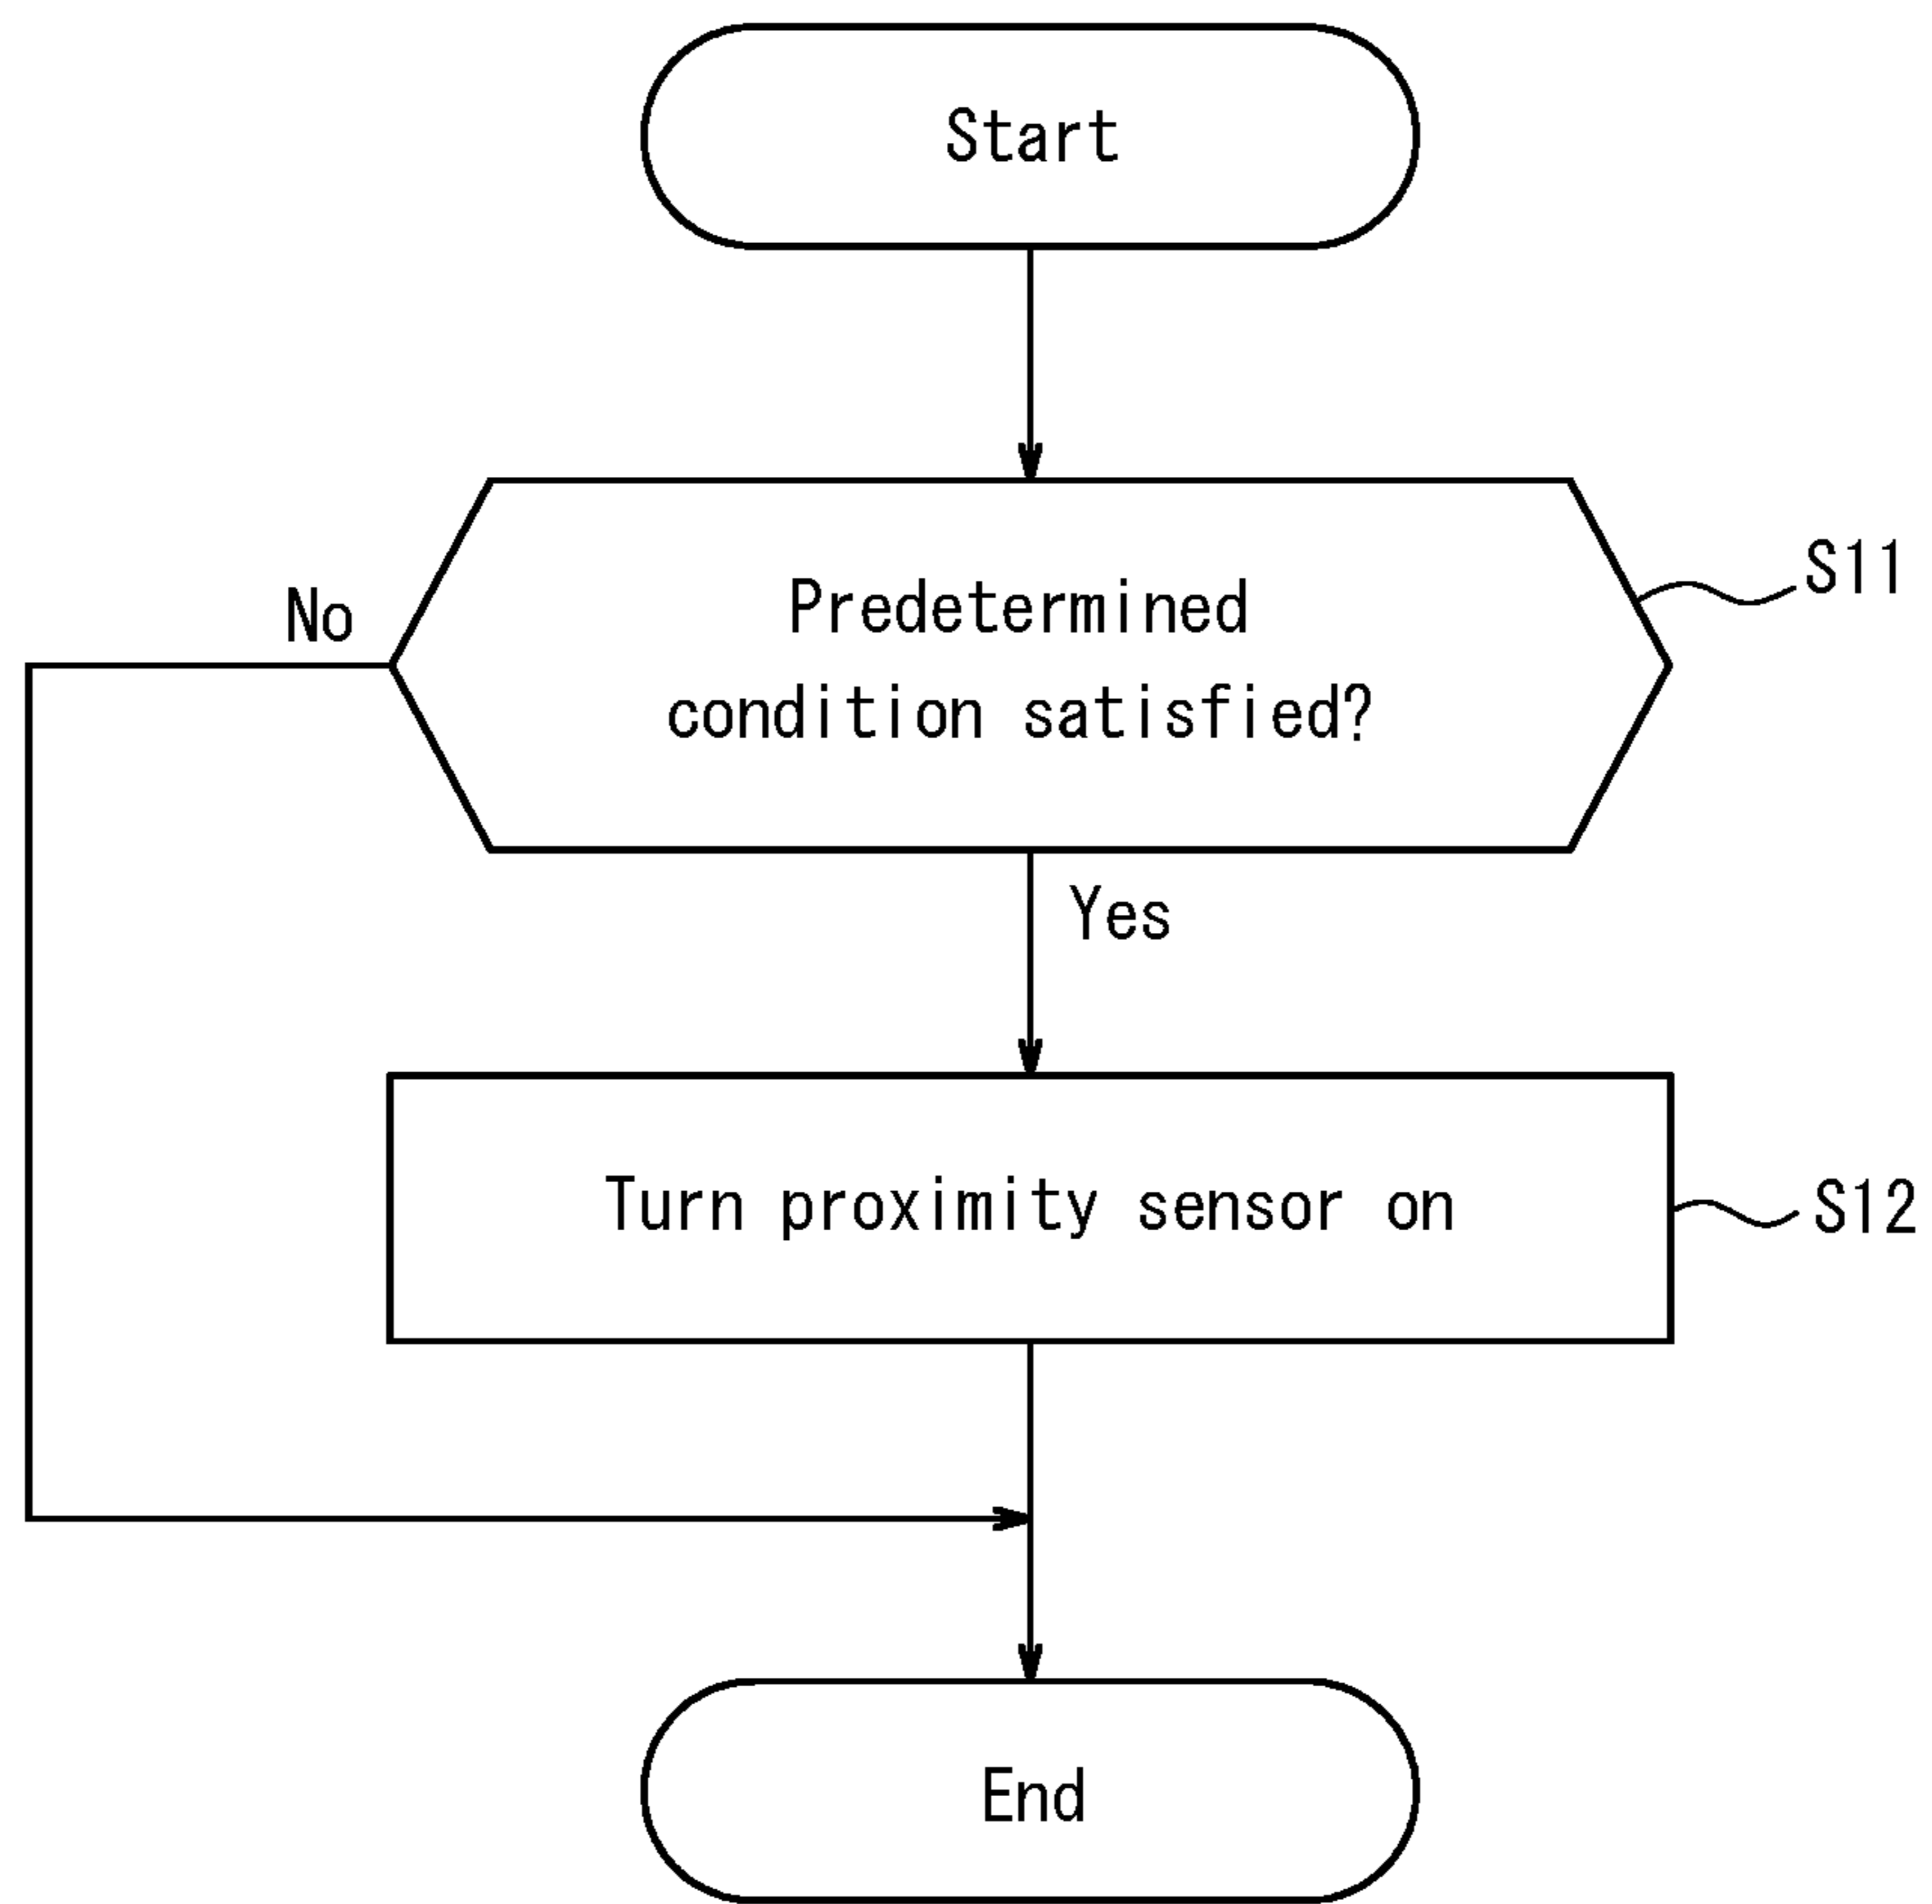 Start
Predetermined
condition satisfied?
S11
No
Yes
Turn proximity sensor on
S12
End